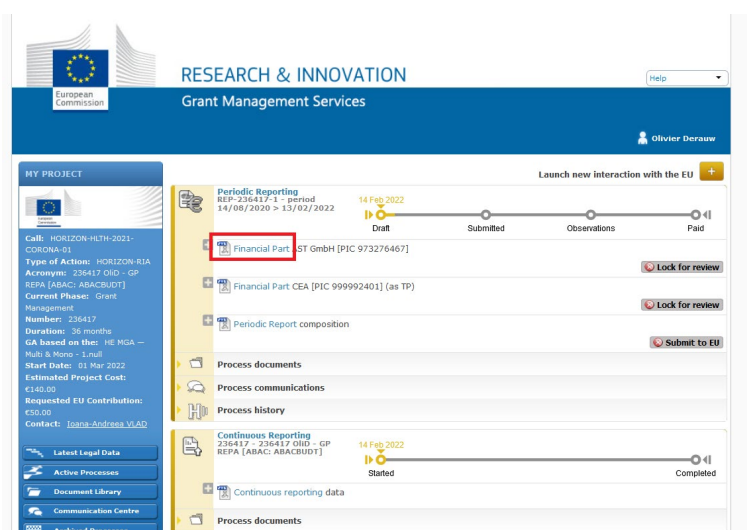 European
Commission
RESEARCH & INNOVATION
Grant Management Services
Help
Olivier Derauw
MY PROJECT
Call: HORIZON-HLTH-2021-
CORONA-01
Type of Action: HORIZON-RIA
Acronym: 236417 OliD - GP
REPA [ABAC: ABACBUDT]
Current Phase: Grant
Management
Number: 236417
Duration: 36 months
GA based on the: HE MGA —
Multi & Mono - 1.null
Start Date: 01 Mar 2022
Estimated Project Cost:
€140.00
Requested EU Contribution:
€50.00
Contact: Ioana-Andreea VLAD
Latest Legal Data
Active Processes
Document Library
Communication Centre
Archived Processes
Launch new interaction with the EU +
Periodic Reporting
REP-236417-1 - period
14/08/2020 > 13/02/2022
14 Feb 2022
Draft Submitted Observations Paid
Financial Part AST GmbH [PIC 973276467]
Lock for review
Financial Part CEA [PIC 999992401] (as TP)
Lock for review
Periodic Report composition
Submit to EU
Process documents
Process communications
Process history
Continuous Reporting
236417 - 236417 OliD - GP
REPA [ABAC: ABACBUDT]
14 Feb 2022
Started Completed
Continuous reporting data
Process documents